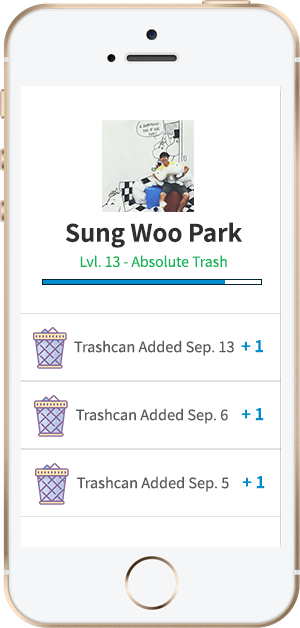 Sung Woo Park
Lvl. 13 - Absolute Trash
Trashcan Added Sep. 13 + 1
Trashcan Added Sep. 6 + 1
Trashcan Added Sep. 5 + 1